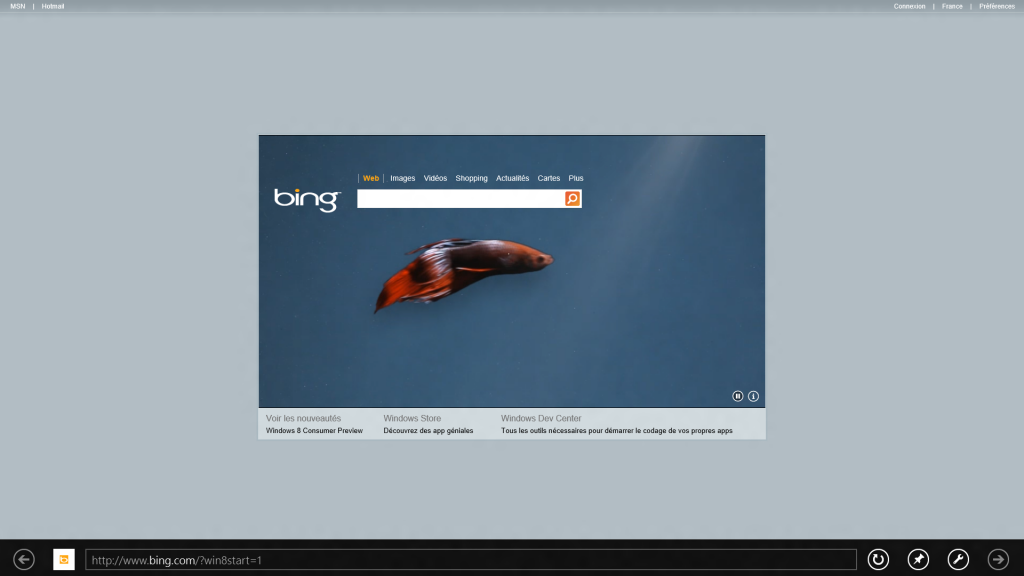 MSN | Hotmail
Connexion | France | Préférences
Web | Images Vidéos Shopping Actualités Cartes Plus
bing
Voir les nouveautés
Windows 8 Consumer Preview
Windows Store
Découvrez des app géniales
Windows Dev Center
Tous les outils nécessaires pour démarrer le codage de vos propres apps
http://www.bing.com/?win8start=1